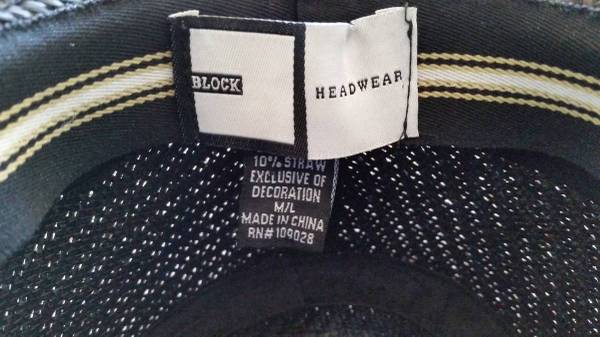 BLOCK
HEADWEAR
10% STRAW
EXCLUSIVE OF
DECORATION
M/L
MADE IN CHINA
RN#109028